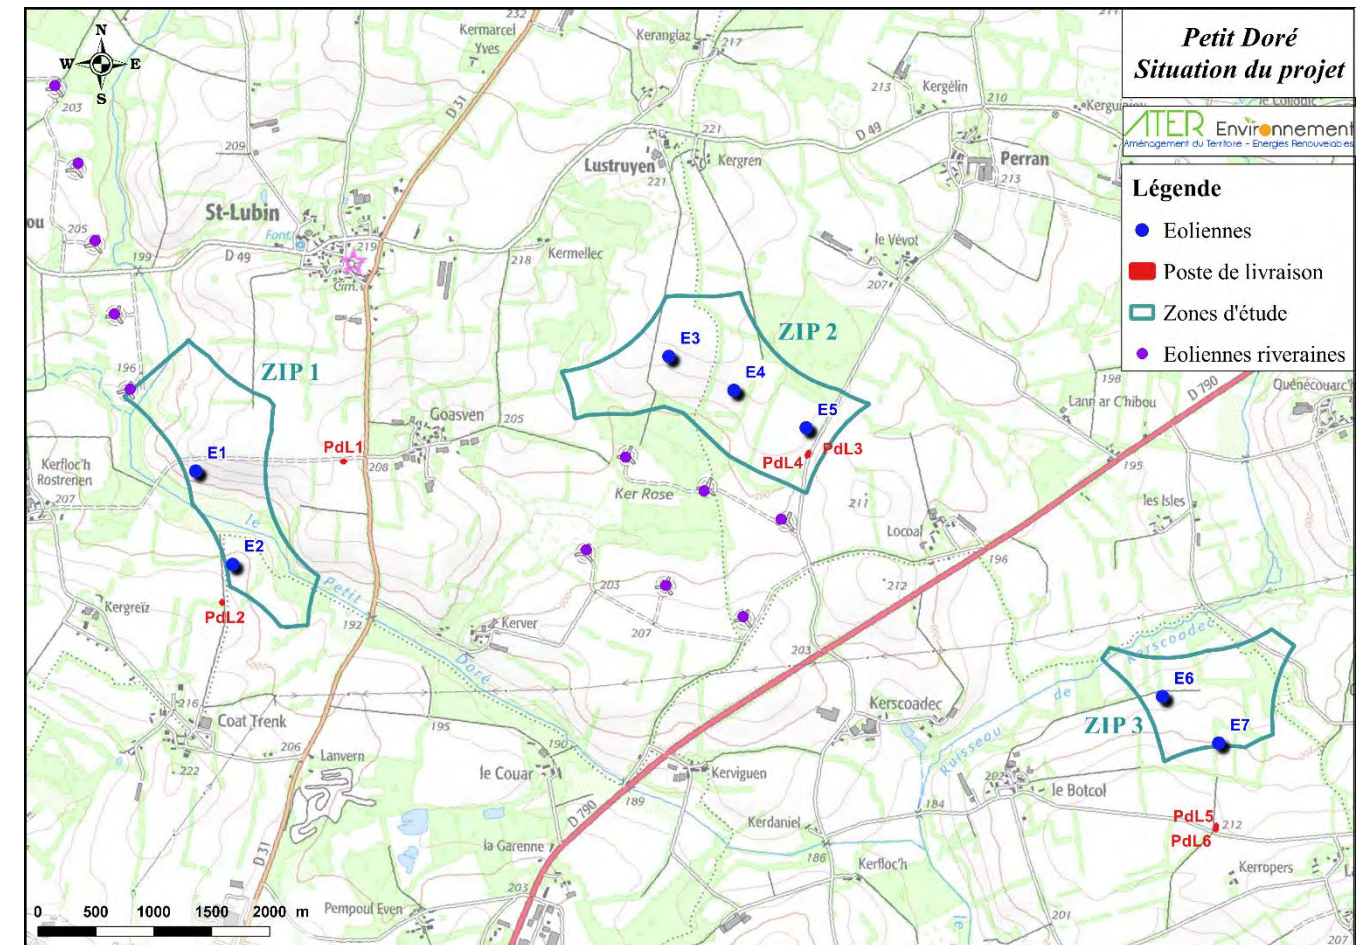 Petit Doré
Situation du projet
ATER Environnement
Aménagement du Territoire - Energies Renouvelables
Légende
Eoliennes
Poste de livraison
Zones d'étude
Eoliennes riveraines
N
W E
S
232
Kermarcel
Yves
Keranglaz
217
213
Kergélin
210
D 31
D 49
203
209
221
Lustruyen
Kergren
221
Perran
213
St-Lubin
ou
205
Font.
219
D 49
199
Cim.
218
Kermellec
le Vévot
207
ZIP 1
ZIP 2
E3
E4
E5
196
198
Lann ar C'hibou
D 790
Quénécouarc'h
Goasven
205
PdL1
208
E1
Kerfloc'h
Rostrenen
207
PdL4
PdL3
Ker Rose
211
195
les Isles
Locoal
196
le
Petit
Doré
E2
PdL2
Kergreïz
192
Kerver
203
207
212
203
Kerscoadec
Ruisseau
de
Kerscoadec
E6
E7
ZIP 3
216
Coat Trenk
206
195
222
Lanvern
190
le Couar
Kerviguen
189
D 790
202
le Botcol
184
Kerdaniel
186
Kerfloc'h
PdL5
PdL6
212
Keropers
la Garenne
203
D 31
Pempoul Even
le
201
207
0 500 1000 1500 2000 m